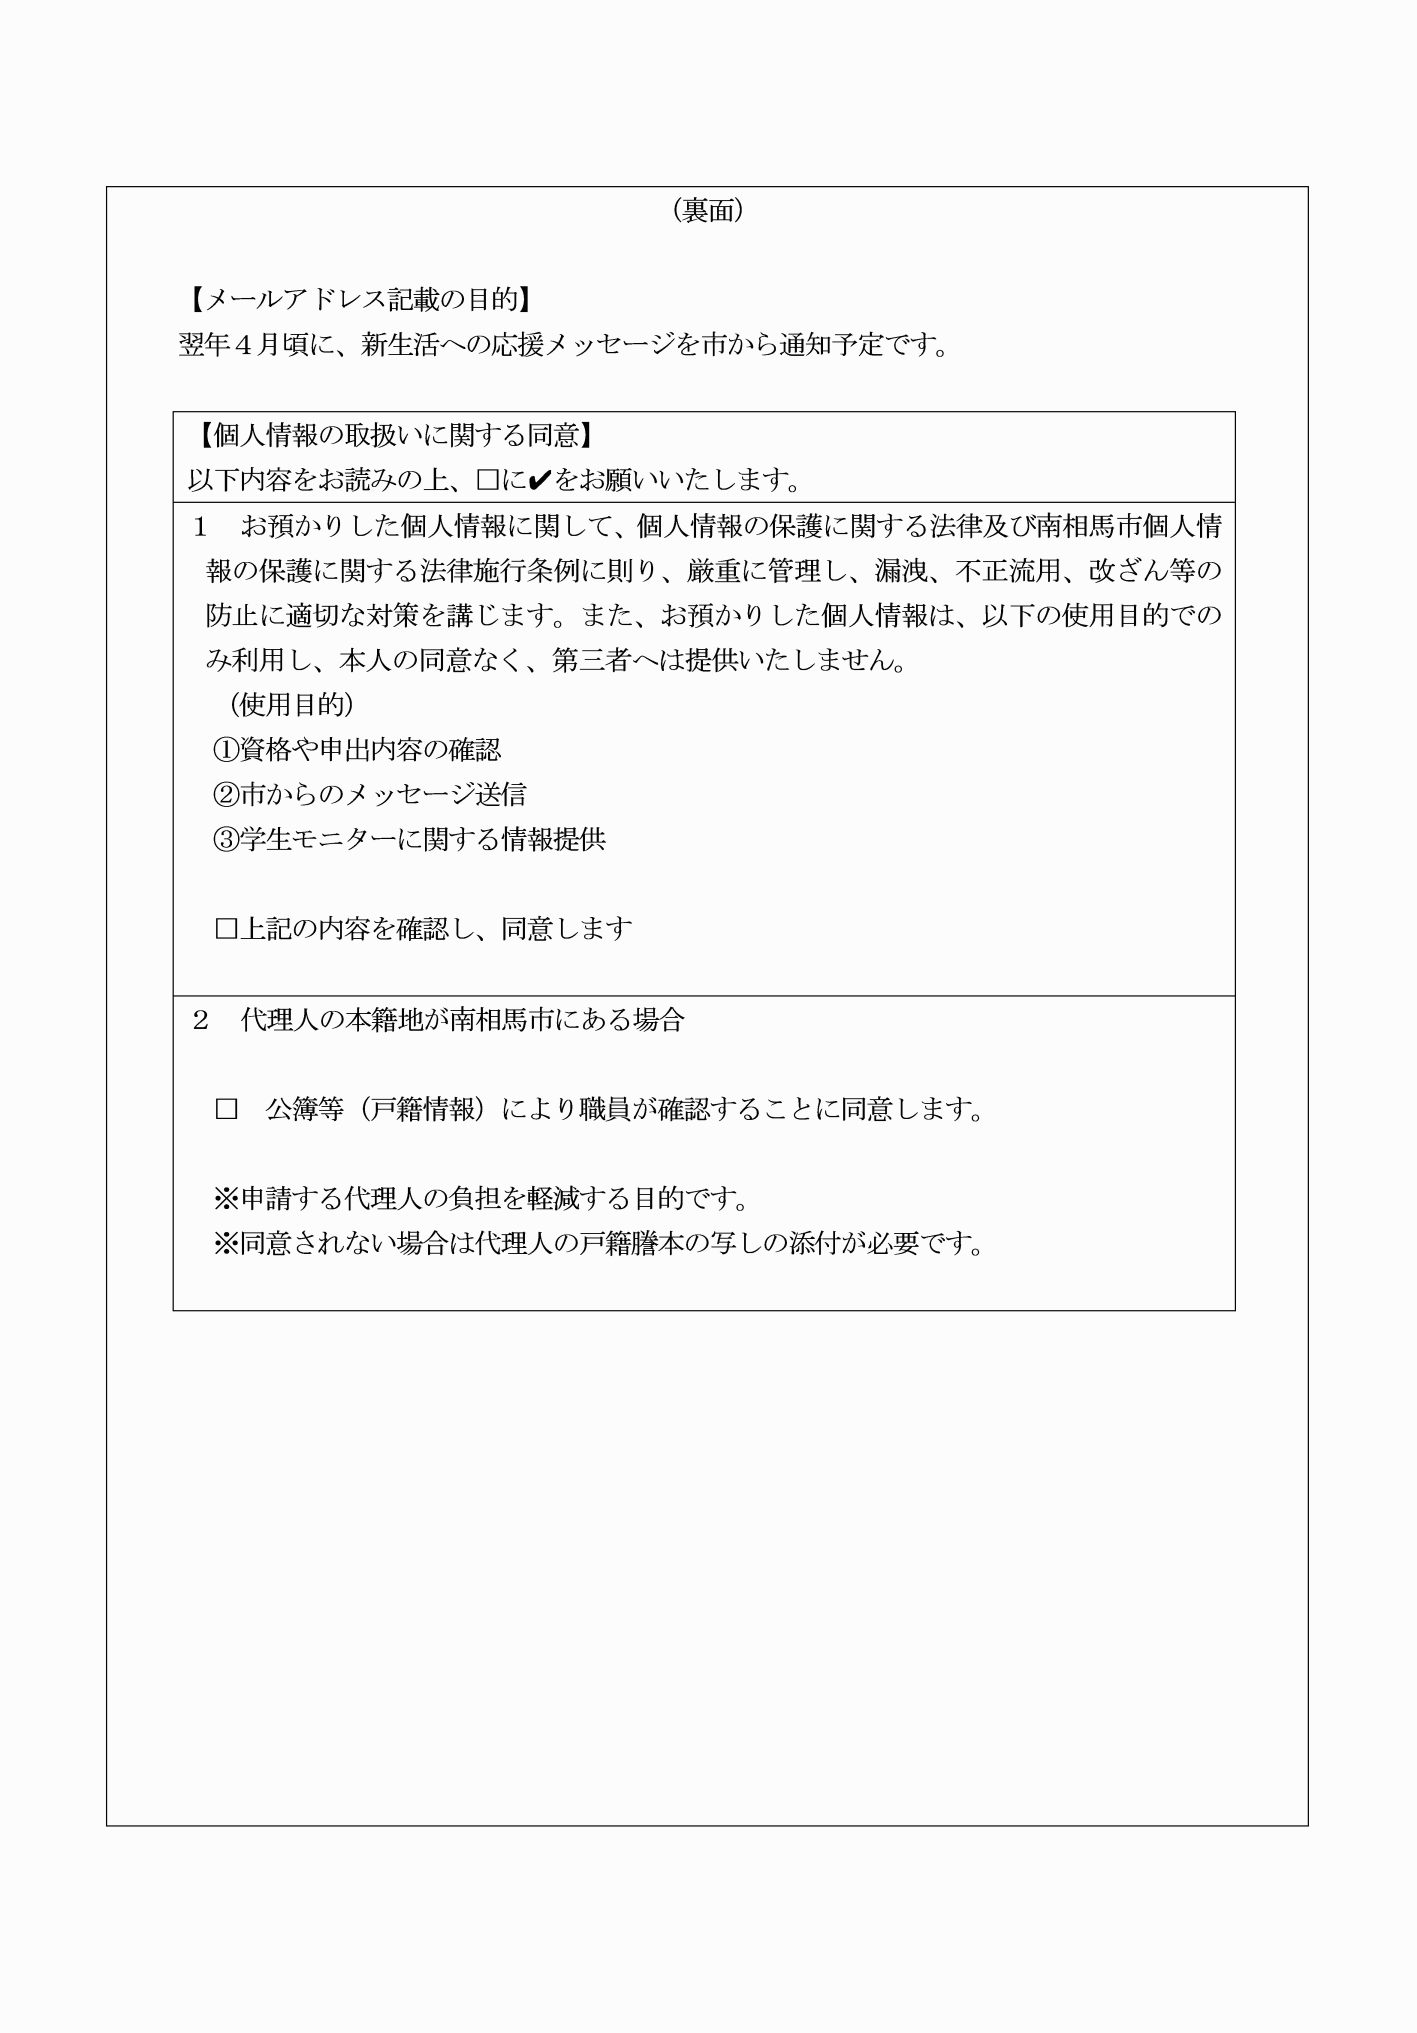 （裏面）
【メールアドレス記載の目的】
翌年４月頃に、新生活への応援メッセージを市から通知予定です。
【個人情報の取扱いに関する同意】
以下内容をお読みの上、□に✔をお願いいたします。
１　お預かりした個人情報に関して、個人情報の保護に関する法律及び南相馬市個人情
報の保護に関する法律施行条例に則り、厳重に管理し、漏洩、不正流用、改ざん等の
防止に適切な対策を講じます。また、お預かりした個人情報は、以下の使用目的での
み利用し、本人の同意なく、第三者へは提供いたしません。
（使用目的）
①資格や申出内容の確認
②市からのメッセージ送信
③学生モニターに関する情報提供
□上記の内容を確認し、同意します
２　代理人の本籍地が南相馬市にある場合
□　公簿等（戸籍情報）により職員が確認することに同意します。
※申請する代理人の負担を軽減する目的です。
※同意されない場合は代理人の戸籍謄本の写しの添付が必要です。